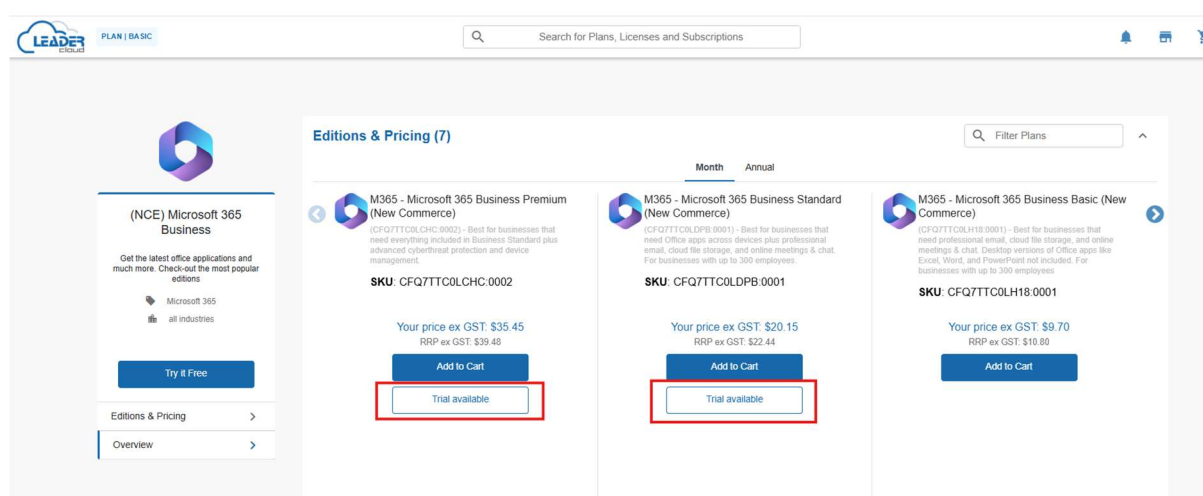 LEADER
cloud
PLAN | BASIC
Search for Plans, Licenses and Subscriptions
(NCE) Microsoft 365
Business
Get the latest office applications and
much more. Check-out the most popular
editions
Microsoft 365
all industries
Try it Free
Editions & Pricing
Overview
Editions & Pricing (7)
Filter Plans
Month Annual
M365 - Microsoft 365 Business Premium
(New Commerce)
(CFQ7TTC0LCHC:0002) - Best for businesses that
need everything included in Business Standard plus
advanced cyberthreat protection and device
management.
SKU: CFQ7TTC0LCHC:0002
Your price ex GST: $35.45
RRP ex GST: $39.48
Add to Cart
Trial available
M365 - Microsoft 365 Business Standard
(New Commerce)
(CFQ7TTC0LDPB:0001) - Best for businesses that
need Office apps across devices plus professional
email, cloud file storage, and online meetings & chat.
For businesses with up to 300 employees.
SKU: CFQ7TTC0LDPB:0001
Your price ex GST: $20.15
RRP ex GST: $22.44
Add to Cart
Trial available
M365 - Microsoft 365 Business Basic (New
Commerce)
(CFQ7TTC0LH18:0001) - Best for businesses that
need professional email, cloud file storage, and online
meetings & chat. Desktop versions of Office apps like
Excel, Word, and PowerPoint not included. For
businesses with up to 300 employees
SKU: CFQ7TTC0LH18:0001
Your price ex GST: $9.70
RRP ex GST: $10.80
Add to Cart